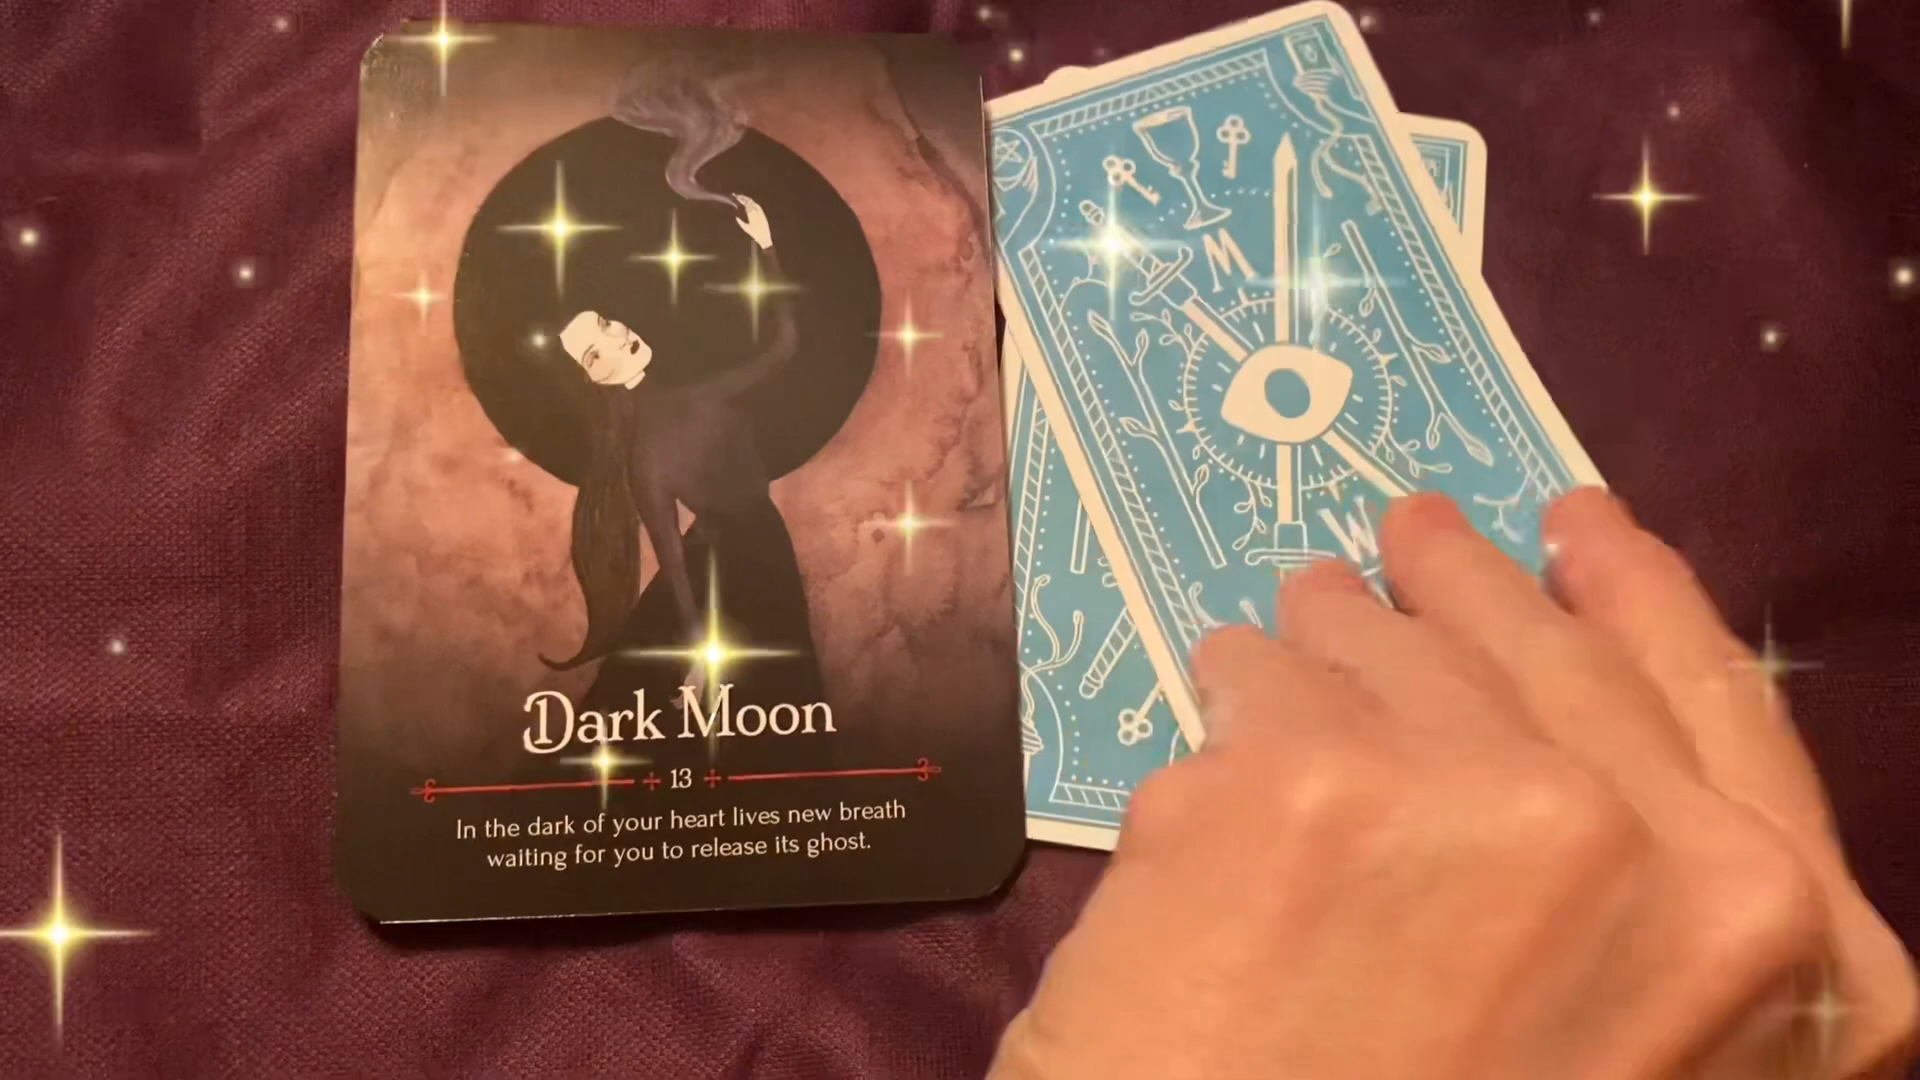 Dark Moon
13
In the dark of your heart lives new breath
waiting for you to release its ghost.
M
W